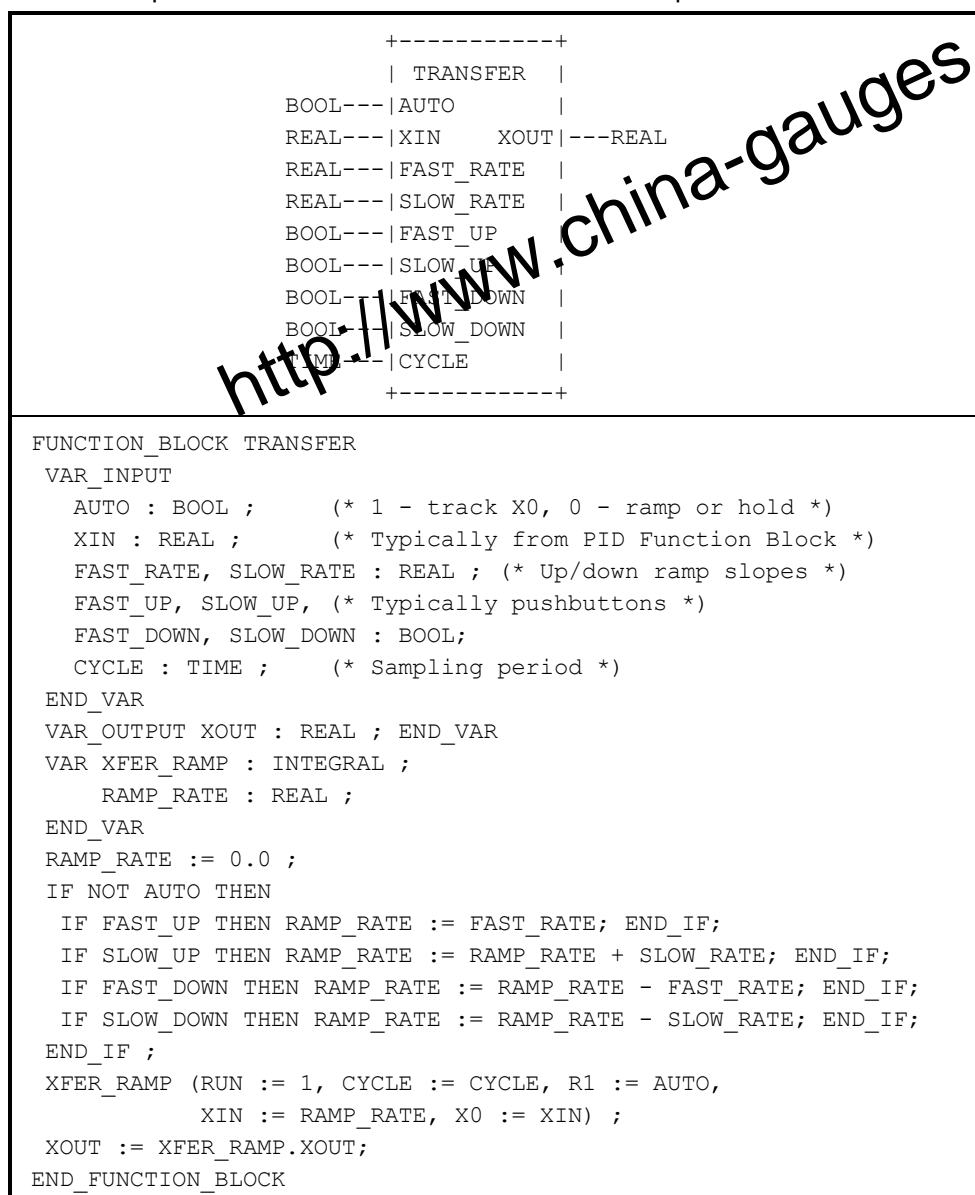 +-----------+
| TRANSFER |
BOOL---|AUTO |
REAL---|XIN XOUT|---REAL
REAL---|FAST_RATE |
REAL---|SLOW_RATE |
BOOL---|FAST_UP |
BOOL---|SLOW_UP |
BOOL---|FAST_DOWN |
BOOL---|SLOW_DOWN |
TIME---|CYCLE |
+-----------+
http://www.china-gauges
FUNCTION_BLOCK TRANSFER
VAR_INPUT
AUTO : BOOL ; (* 1 - track X0, 0 - ramp or hold *)
XIN : REAL ; (* Typically from PID Function Block *)
FAST_RATE, SLOW_RATE : REAL ; (* Up/down ramp slopes *)
FAST_UP, SLOW_UP, (* Typically pushbuttons *)
FAST_DOWN, SLOW_DOWN : BOOL;
CYCLE : TIME ; (* Sampling period *)
END_VAR
VAR_OUTPUT XOUT : REAL ; END_VAR
VAR XFER_RAMP : INTEGRAL ;
RAMP_RATE : REAL ;
END_VAR
RAMP_RATE := 0.0 ;
IF NOT AUTO THEN
IF FAST_UP THEN RAMP_RATE := FAST_RATE; END_IF;
IF SLOW_UP THEN RAMP_RATE := RAMP_RATE + SLOW_RATE; END_IF;
IF FAST_DOWN THEN RAMP_RATE := RAMP_RATE - FAST_RATE; END_IF;
IF SLOW_DOWN THEN RAMP_RATE := RAMP_RATE - SLOW_RATE; END_IF;
END_IF ;
XFER_RAMP (RUN := 1, CYCLE := CYCLE, R1 := AUTO,
XIN := RAMP_RATE, X0 := XIN) ;
XOUT := XFER_RAMP.XOUT;
END_FUNCTION_BLOCK